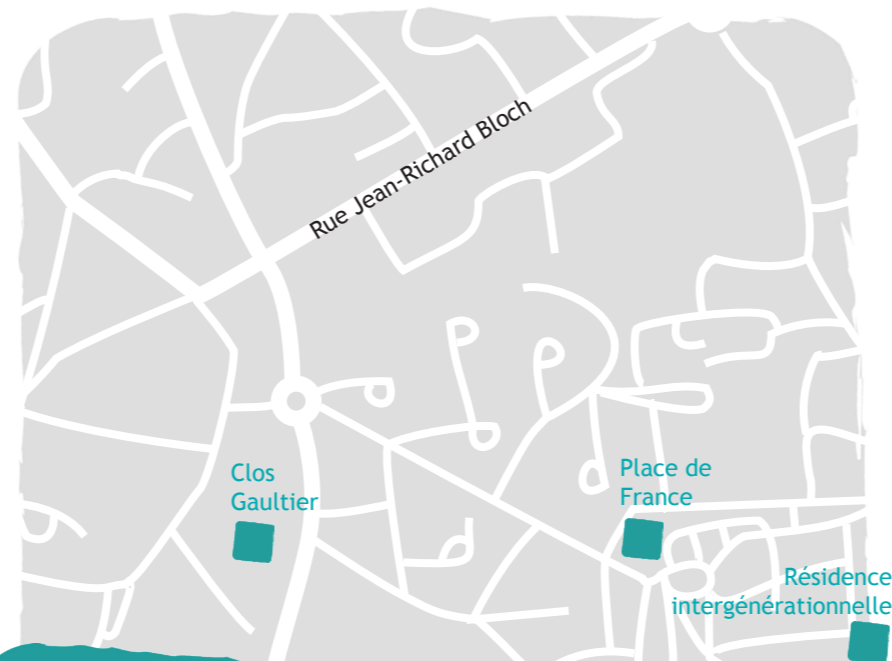 Rue Jean-Richard Bloch
Clos
Gaultier
Place de
France
Résidence
intergénérationnelle